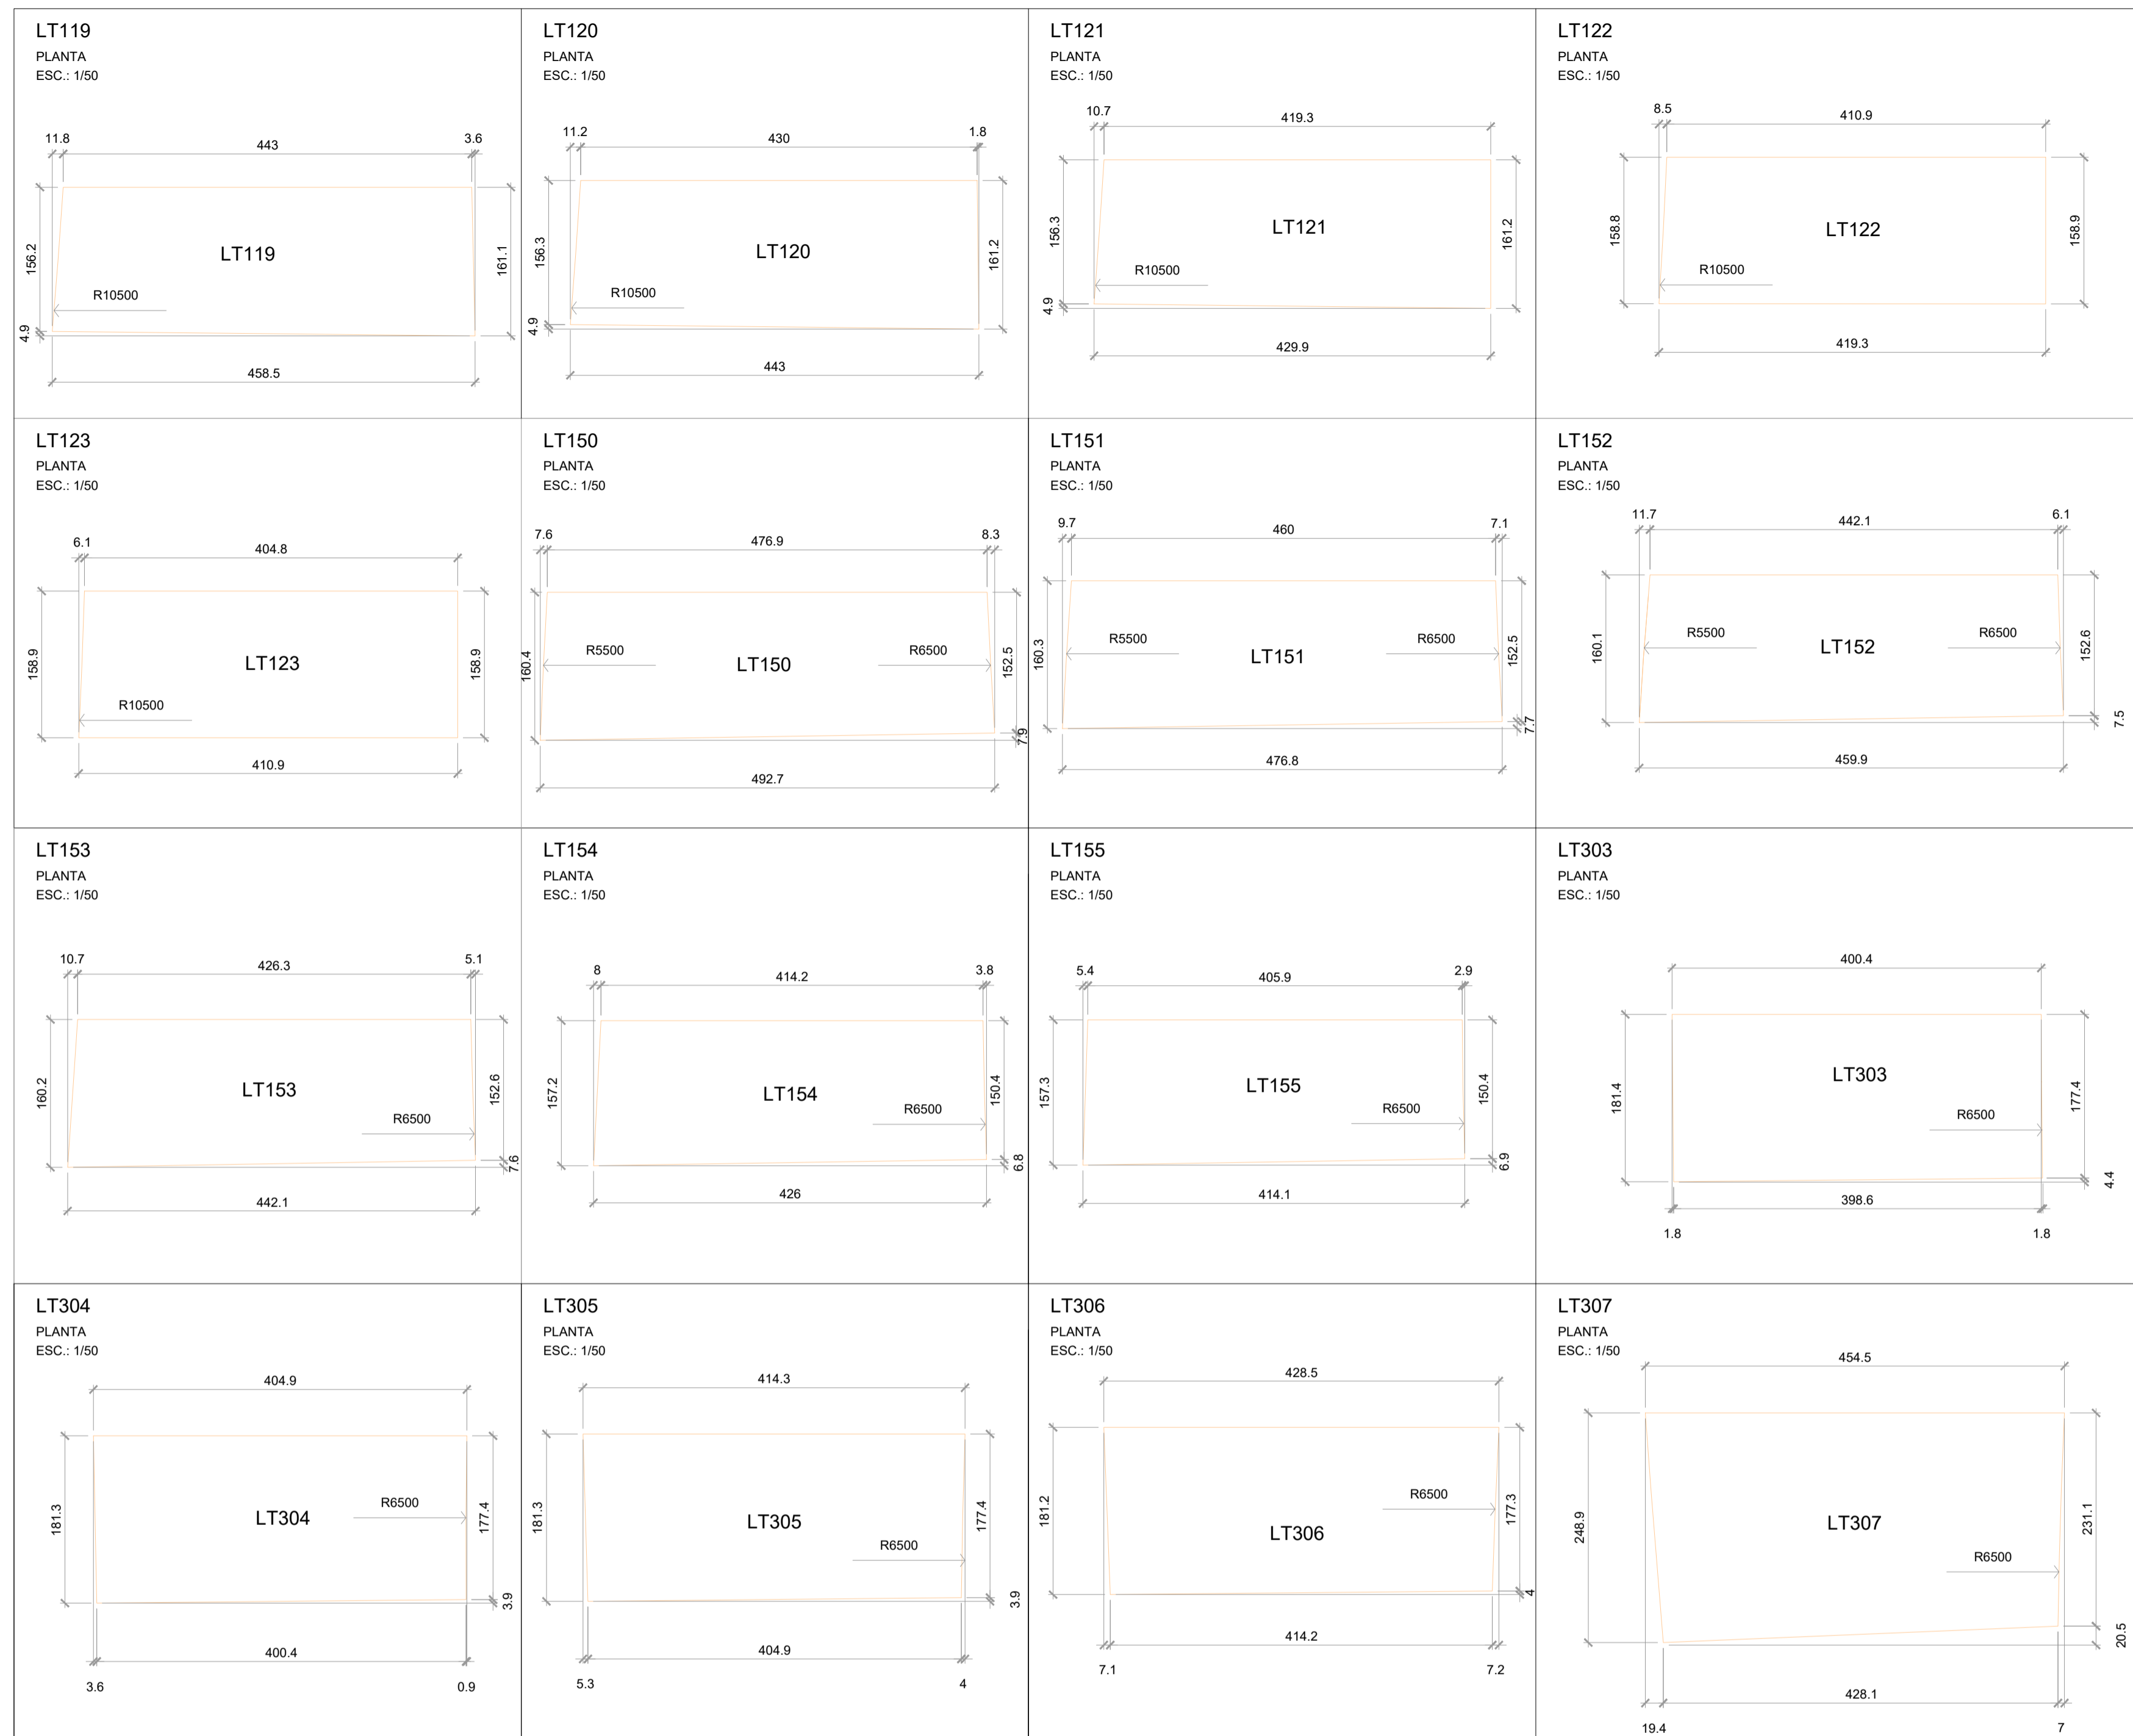 LT119
PLANTA
ESC.: 1/50
11.8
443
3.6
156.2
161.1
LT119
R10500
4.9
458.5
LT120
PLANTA
ESC.: 1/50
11.2
430
1.8
156.3
161.2
LT120
R10500
4.9
443
LT121
PLANTA
ESC.: 1/50
10.7
419.3
156.3
161.2
LT121
R10500
4.9
429.9
LT122
PLANTA
ESC.: 1/50
8.5
410.9
158.8
158.9
LT122
R10500
419.3
LT123
PLANTA
ESC.: 1/50
6.1
404.8
158.9
158.9
LT123
R10500
410.9
LT150
PLANTA
ESC.: 1/50
7.6
476.9
8.3
160.4
R5500
R6500
152.5
LT150
7.9
492.7
LT151
PLANTA
ESC.: 1/50
9.7
460
7.1
160.3
R5500
R6500
152.5
LT151
7.7
476.8
LT152
PLANTA
ESC.: 1/50
11.7
442.1
6.1
160.1
R5500
R6500
152.6
LT152
7.5
459.9
LT153
PLANTA
ESC.: 1/50
10.7
426.3
5.1
160.2
152.6
LT153
R6500
7.6
442.1
LT154
PLANTA
ESC.: 1/50
8
414.2
3.8
157.2
150.4
LT154
R6500
6.8
426
LT155
PLANTA
ESC.: 1/50
5.4
405.9
2.9
157.3
150.4
LT155
R6500
6.9
414.1
LT303
PLANTA
ESC.: 1/50
400.4
181.4
177.4
LT303
R6500
4.4
398.6
1.8
1.8
LT304
PLANTA
ESC.: 1/50
404.9
181.3
177.4
R6500
LT304
3.9
400.4
3.6
0.9
LT305
PLANTA
ESC.: 1/50
414.3
181.3
177.4
LT305
R6500
3.9
404.9
5.3
4
LT306
PLANTA
ESC.: 1/50
428.5
181.2
177.3
R6500
LT306
4
414.2
7.1
7.2
LT307
PLANTA
ESC.: 1/50
454.5
248.9
231.1
LT307
R6500
20.5
428.1
19.4
7